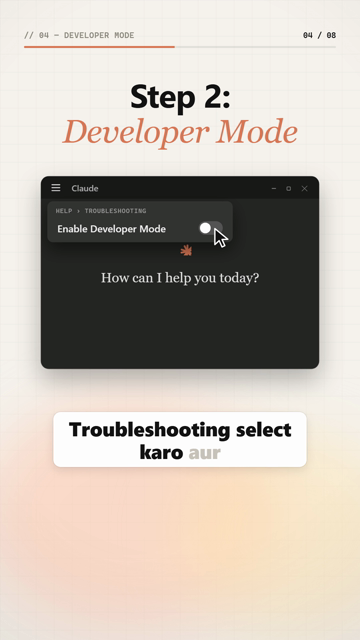 // 04 — DEVELOPER MODE
04 / 08
Step 2:
Developer Mode
Claude
HELP › TROUBLESHOOTING
Enable Developer Mode
How can I help you today?
Troubleshooting select
karo aur